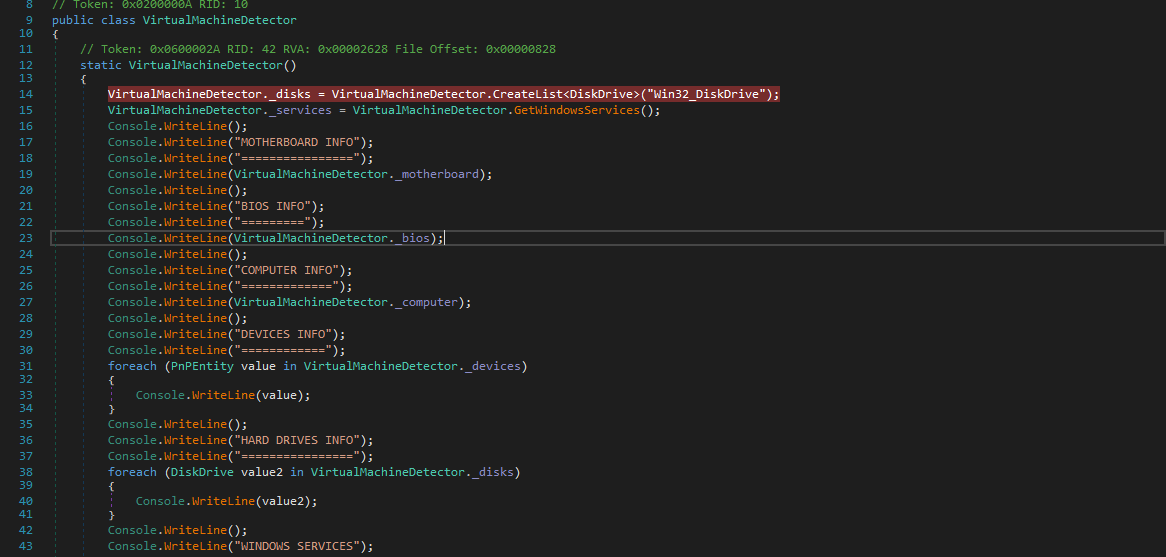 8 // Token: 0x0200000A RID: 10
9 public class VirtualMachineDetector
10 {
11 // Token: 0x0600002A RID: 42 RVA: 0x00002628 File Offset: 0x00000828
12 static VirtualMachineDetector()
13 {
14 VirtualMachineDetector._disks = VirtualMachineDetector.CreateList<DiskDrive>("Win32_DiskDrive");
15 VirtualMachineDetector._services = VirtualMachineDetector.GetWindowsServices();
16 Console.WriteLine();
17 Console.WriteLine("MOTHERBOARD INFO");
18 Console.WriteLine("================");
19 Console.WriteLine(VirtualMachineDetector._motherboard);
20 Console.WriteLine();
21 Console.WriteLine("BIOS INFO");
22 Console.WriteLine("=========");
23 Console.WriteLine(VirtualMachineDetector._bios);
24 Console.WriteLine();
25 Console.WriteLine("COMPUTER INFO");
26 Console.WriteLine("=============");
27 Console.WriteLine(VirtualMachineDetector._computer);
28 Console.WriteLine();
29 Console.WriteLine("DEVICES INFO");
30 Console.WriteLine("============");
31 foreach (PnPEntity value in VirtualMachineDetector._devices)
32 {
33 Console.WriteLine(value);
34 }
35 Console.WriteLine();
36 Console.WriteLine("HARD DRIVES INFO");
37 Console.WriteLine("================");
38 foreach (DiskDrive value2 in VirtualMachineDetector._disks)
39 {
40 Console.WriteLine(value2);
41 }
42 Console.WriteLine();
43 Console.WriteLine("WINDOWS SERVICES");